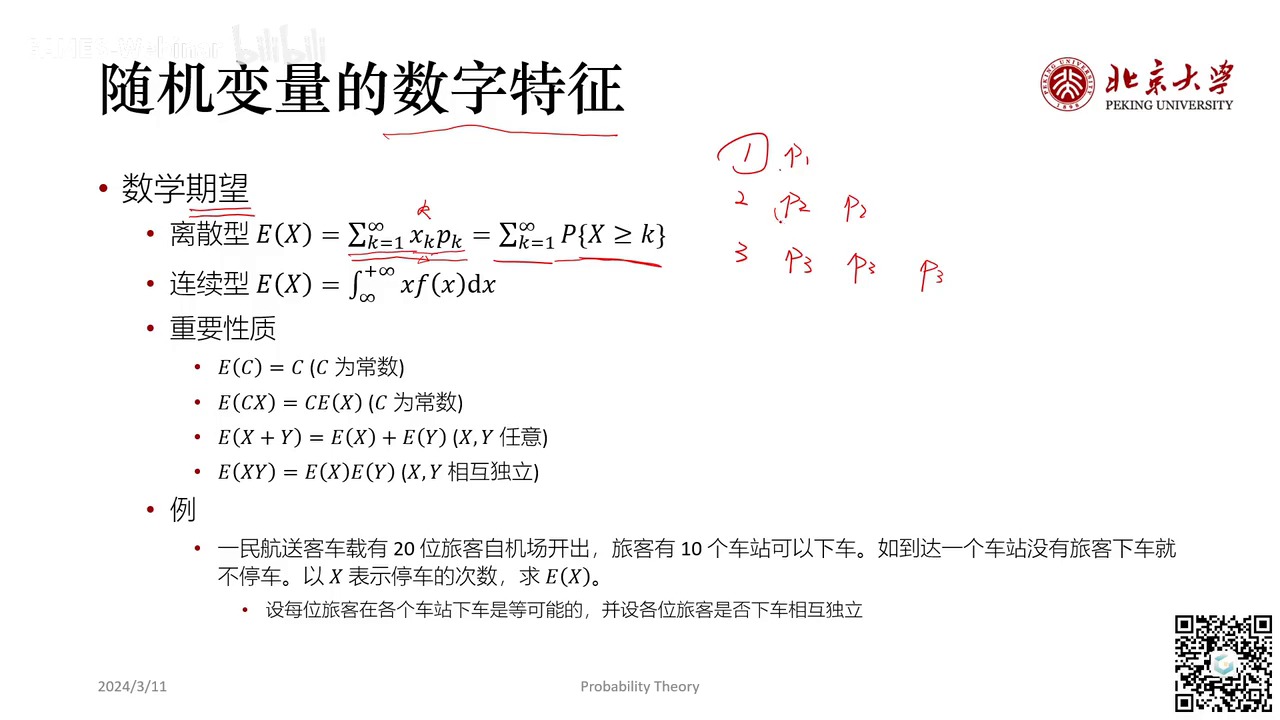 bilibili
随机变量的数字特征
北京大学
PEKING UNIVERSITY
1 p₁
2 p₂ p₂
3 p₃ p₃ p₃
• 数学期望
k
• 离散型 E(X) = ∑_{k=1}^{∞} x_k p_k = ∑_{k=1}^{∞} P{X ≥ k}
• 连续型 E(X) = ∫_{∞}^{+∞} xf(x)dx
• 重要性质
• E(C) = C (C 为常数)
• E(CX) = CE(X) (C 为常数)
• E(X + Y) = E(X) + E(Y) (X, Y 任意)
• E(XY) = E(X)E(Y) (X, Y 相互独立)
• 例
• 一民航送客车载有 20 位旅客自机场开出，旅客有 10 个车站可以下车。如到达一个车站没有旅客下车就
不停车。以 X 表示停车的次数，求 E(X)。
• 设每位旅客在各个车站下车是等可能的，并设各位旅客是否下车相互独立
2024/3/11
Probability Theory